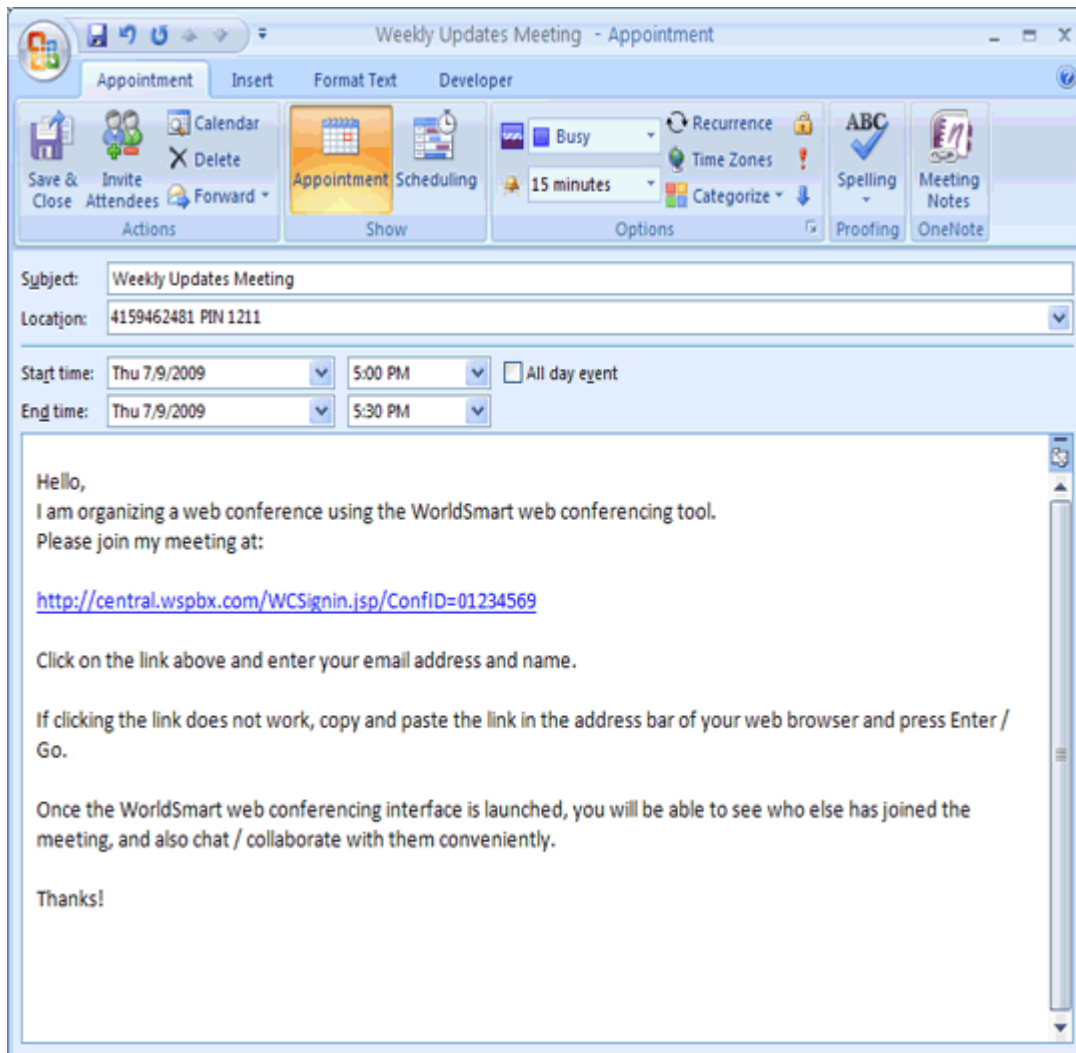 Weekly Updates Meeting - Appointment
Appointment Insert Format Text Developer
Save & Close
Invite Attendees
Calendar
Delete
Forward
Actions
Appointment
Scheduling
Show
Busy
15 minutes
Recurrence
Time Zones
Categorize
Options
ABC
Spelling
Proofing
Meeting Notes
OneNote
Subject: Weekly Updates Meeting
Location: 4159462481 PIN 1211
Start time: Thu 7/9/2009 5:00 PM All day event
End time: Thu 7/9/2009 5:30 PM
Hello,
I am organizing a web conference using the WorldSmart web conferencing tool.
Please join my meeting at:
http://central.wspbx.com/WCSignin.jsp/ConfID=01234569
Click on the link above and enter your email address and name.
If clicking the link does not work, copy and paste the link in the address bar of your web browser and press Enter /
Go.
Once the WorldSmart web conferencing interface is launched, you will be able to see who else has joined the
meeting, and also chat / collaborate with them conveniently.
Thanks!